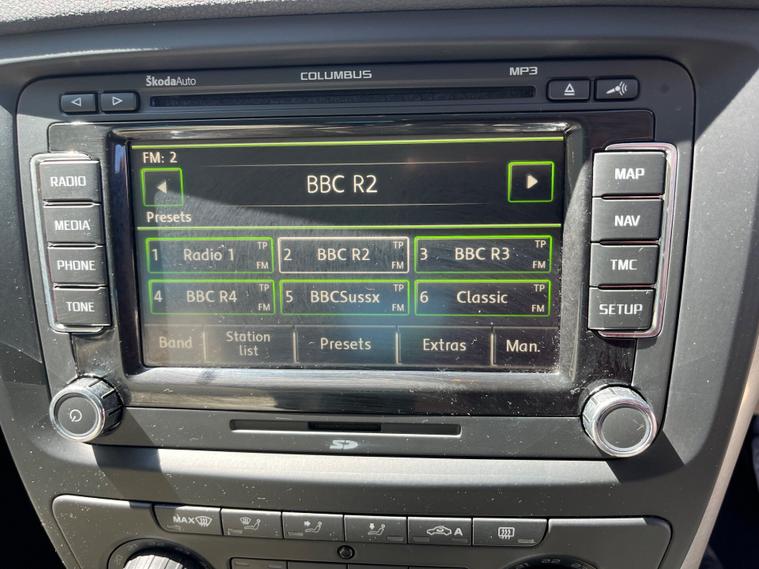 ŠkodaAuto COLUMBUS MP3
FM: 2
BBC R2
Presets
1 Radio 1 TP FM
2 BBC R2 TP FM
3 BBC R3 TP FM
4 BBC R4 TP FM
5 BBCSussx TP FM
6 Classic TP FM
Band
Station
list
Presets
Extras
Man.
RADIO
MEDIA
PHONE
TONE
MAP
NAV
TMC
SETUP
SD
MAX
A